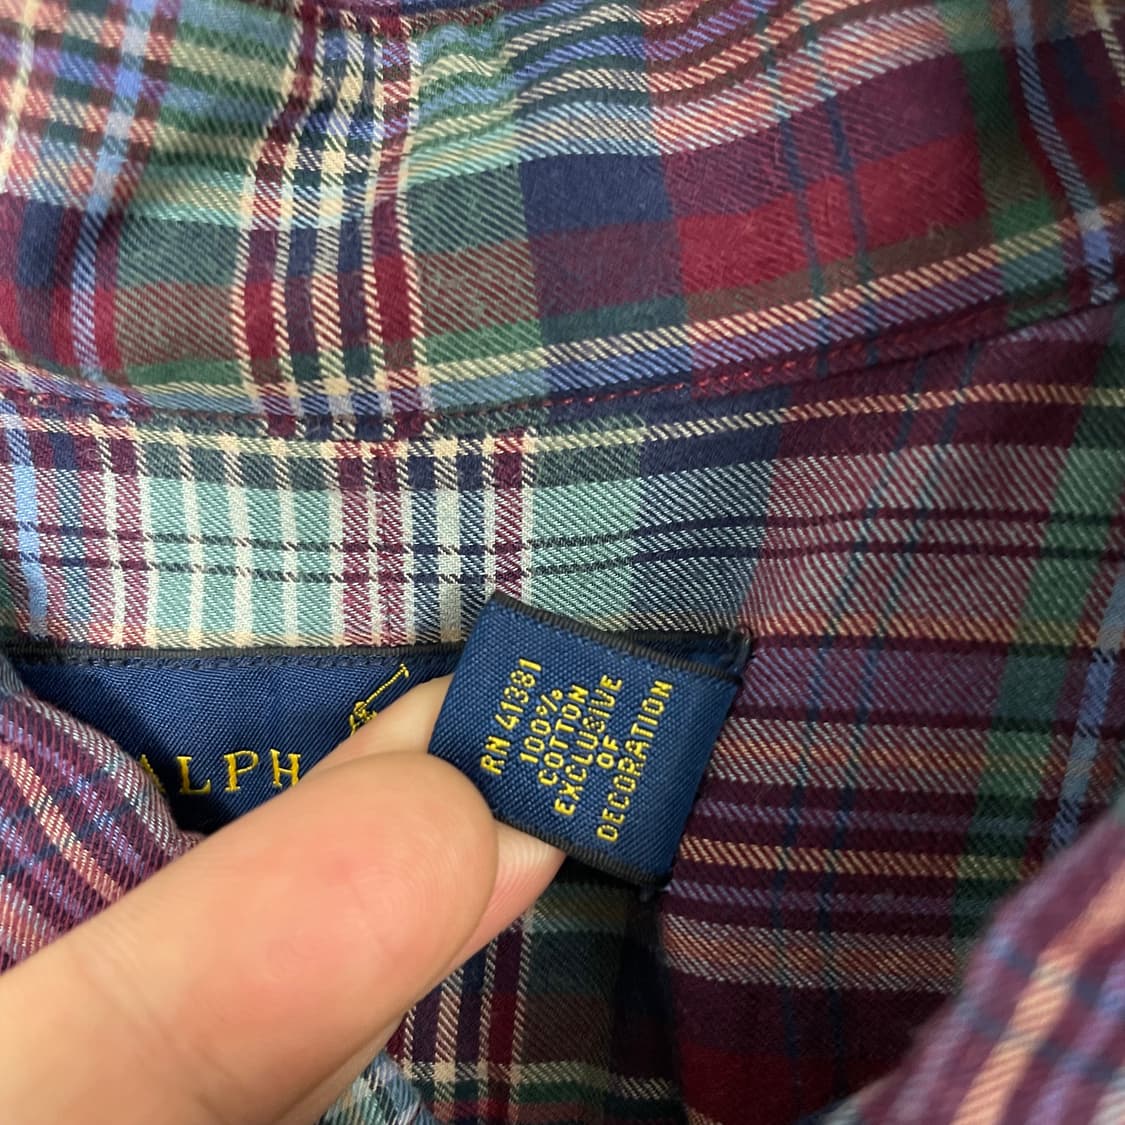 ALPH
RN 41381
100%
COTTON
EXCLUSIVE
OF
DECORATION